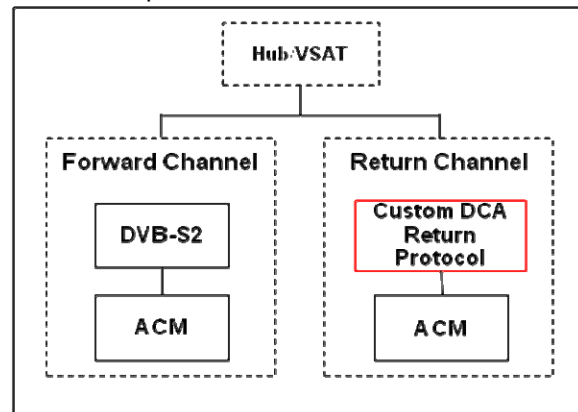 Hub/VSAT
Forward Channel
DVB-S2
ACM
Return Channel
Custom DCA
Return
Protocol
ACM